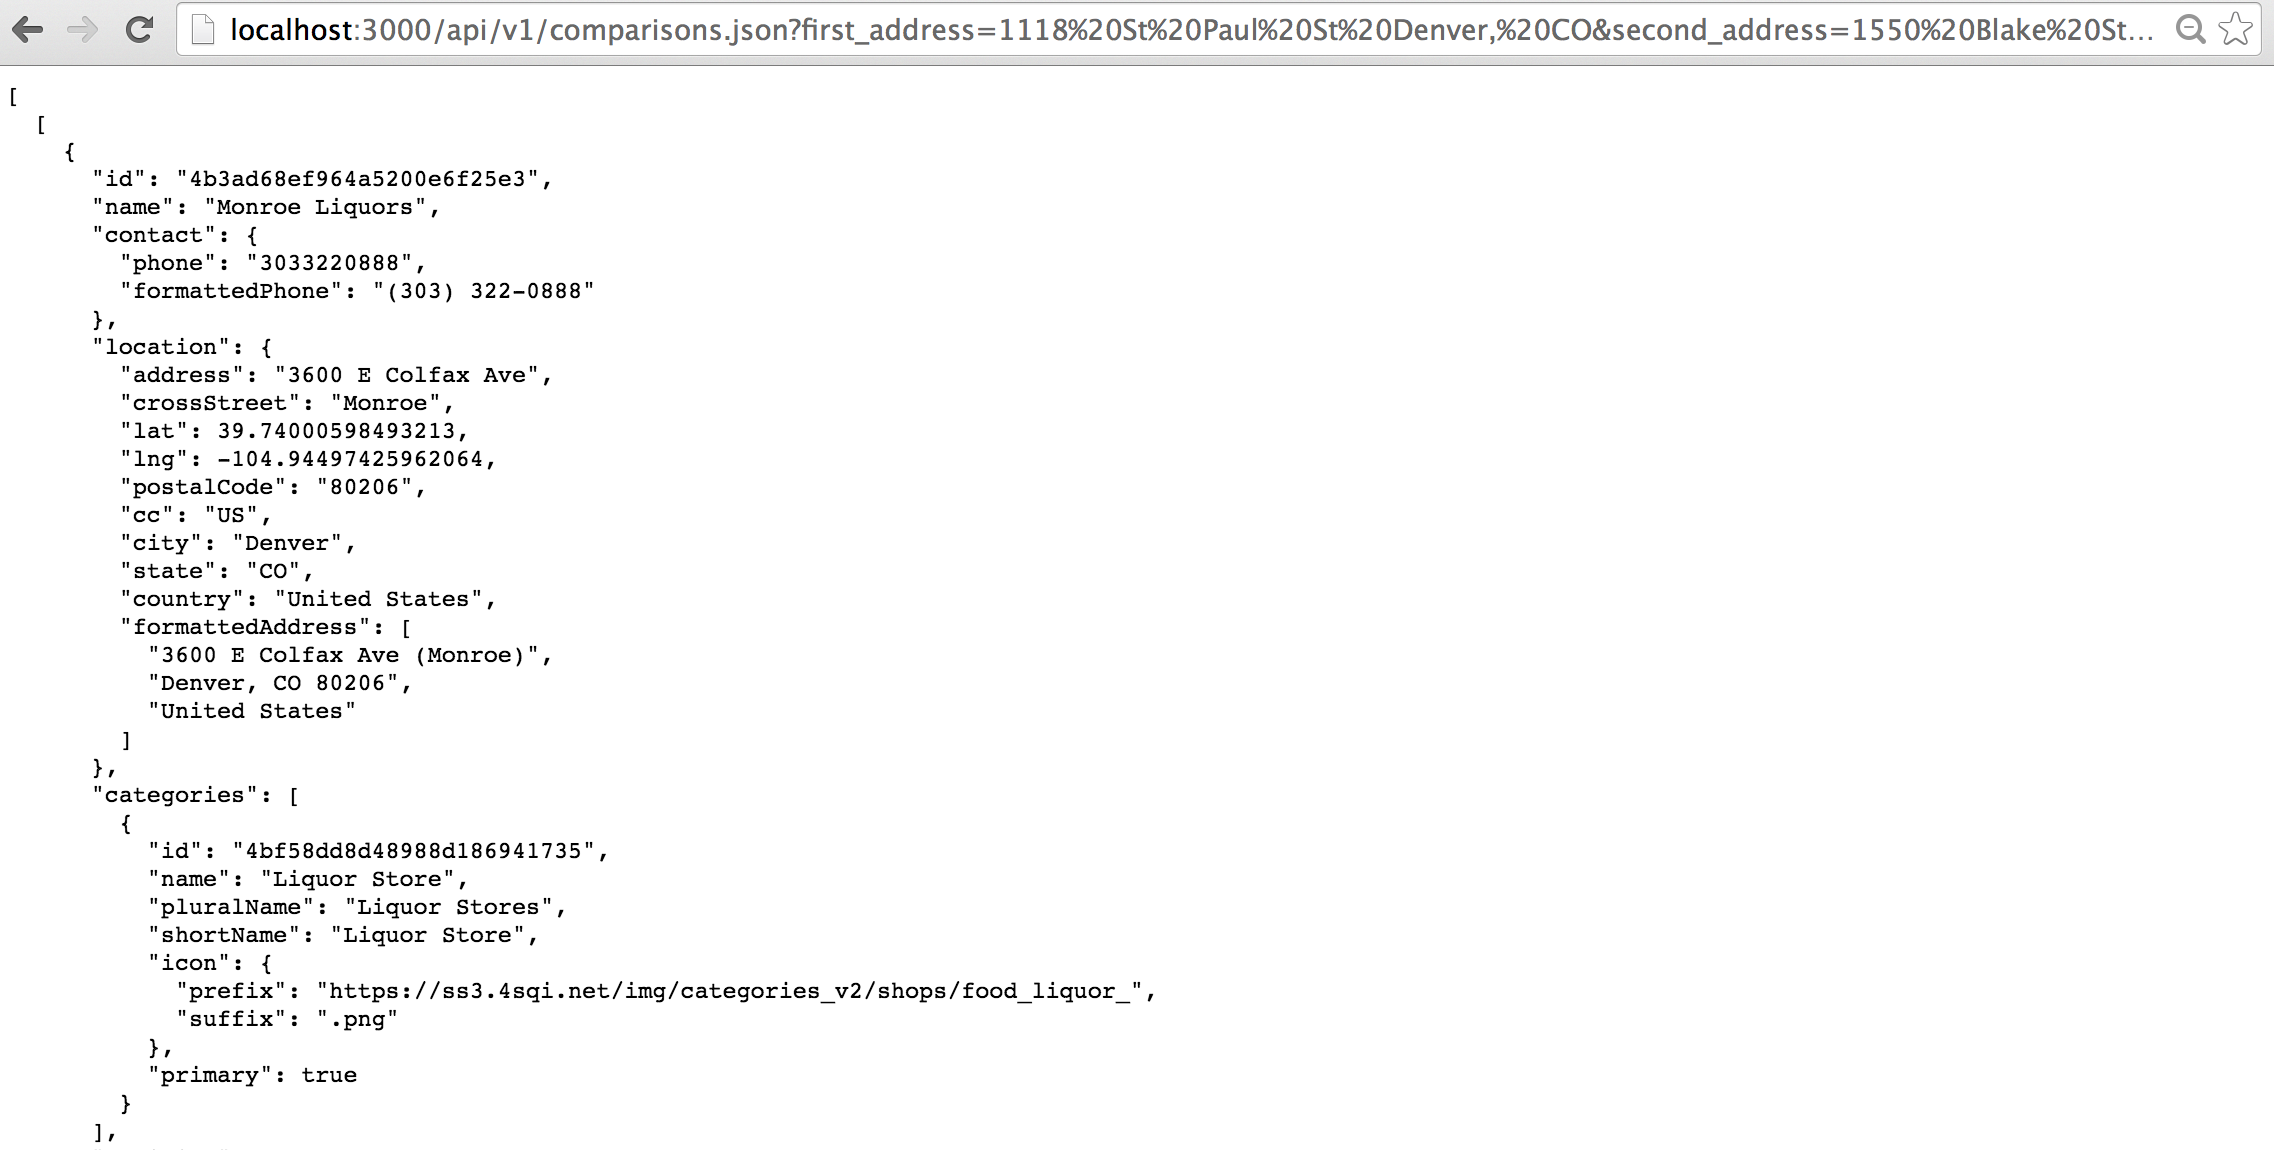 localhost:3000/api/v1/comparisons.json?first_address=1118%20St%20Paul%20St%20Denver,%20CO&second_address=1550%20Blake%20St...
[
  [
    {
      "id": "4b3ad68ef964a5200e6f25e3",
      "name": "Monroe Liquors",
      "contact": {
        "phone": "3033220888",
        "formattedPhone": "(303) 322-0888"
      },
      "location": {
        "address": "3600 E Colfax Ave",
        "crossStreet": "Monroe",
        "lat": 39.74000598493213,
        "lng": -104.94497425962064,
        "postalCode": "80206",
        "cc": "US",
        "city": "Denver",
        "state": "CO",
        "country": "United States",
        "formattedAddress": [
          "3600 E Colfax Ave (Monroe)",
          "Denver, CO 80206",
          "United States"
        ]
      },
      "categories": [
        {
          "id": "4bf58dd8d48988d186941735",
          "name": "Liquor Store",
          "pluralName": "Liquor Stores",
          "shortName": "Liquor Store",
          "icon": {
            "prefix": "https://ss3.4sqi.net/img/categories_v2/shops/food_liquor_",
            "suffix": ".png"
          },
          "primary": true
        }
      ],